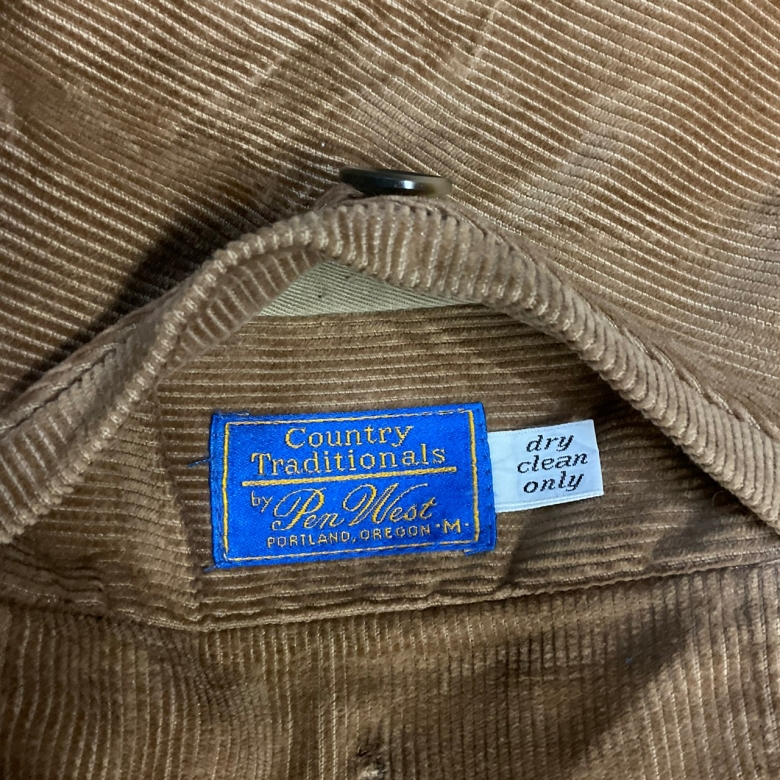 Country
Traditionals
by Pen West
PORTLAND, OREGON ·M·
dry
clean
only